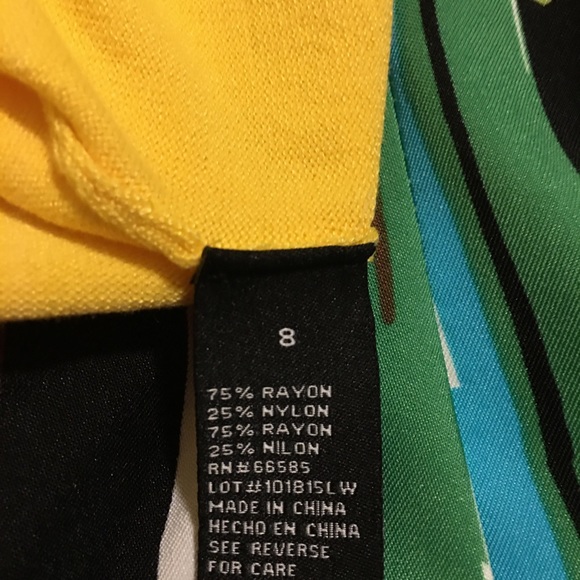 8
75% RAYON
25% NYLON
75% RAYON
25% NILON
RN#66585
LOT#101815LW
MADE IN CHINA
HECHO EN CHINA
SEE REVERSE
FOR CARE